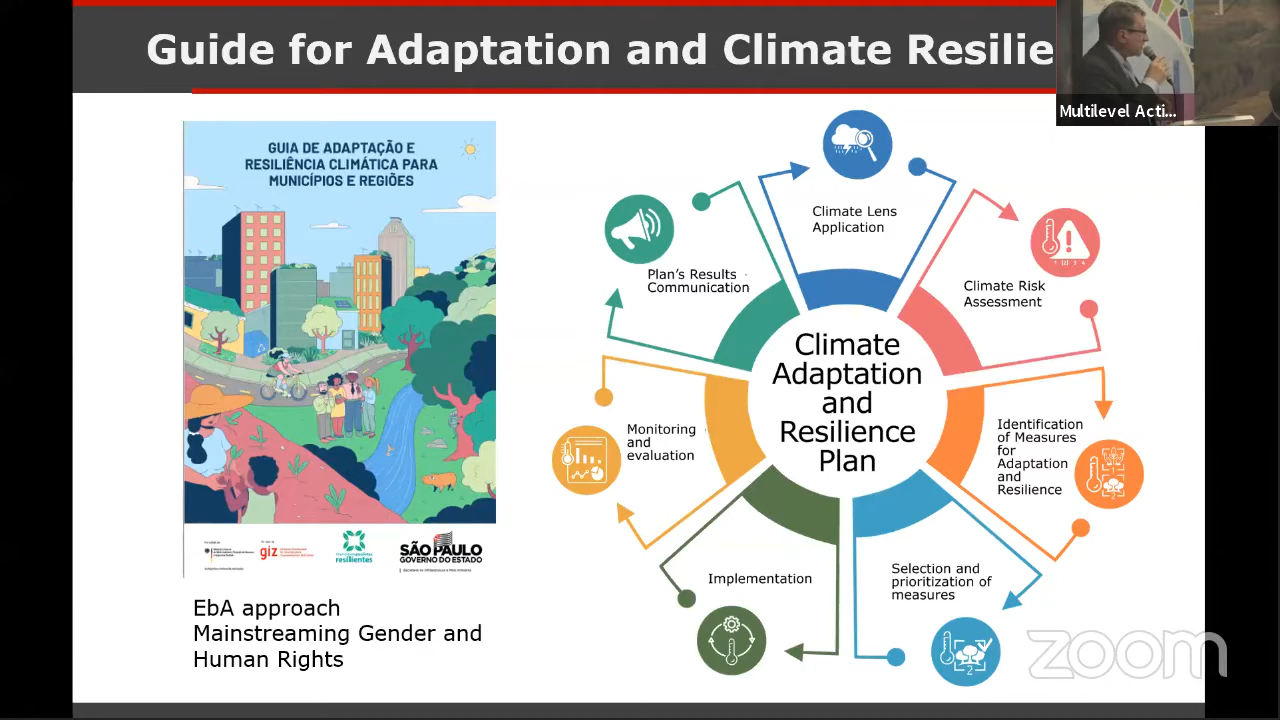 Guide for Adaptation and Climate Resilie
Multilevel Acti...
GUIA DE ADAPTAÇÃO E
RESILIÊNCIA CLIMÁTICA PARA
MUNICÍPIOS E REGIÕES
giz
resilientes
SÃO PAULO
GOVERNO DO ESTADO
EbA approach
Mainstreaming Gender and
Human Rights
Climate Lens
Application
Climate Risk
Assessment
Identification
of Measures
for
Adaptation
and
Resilience
Selection and
prioritization of
measures
2
Implementation
Monitoring
and
evaluation
Plan's Results
Communication
Climate
Adaptation
and
Resilience
Plan
zoom